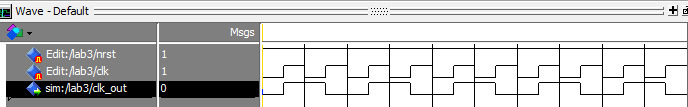 Wave - Default
Msgs
Edit:/lab3/nrst 1
Edit:/lab3/clk 1
sim:/lab3/clk_out 0